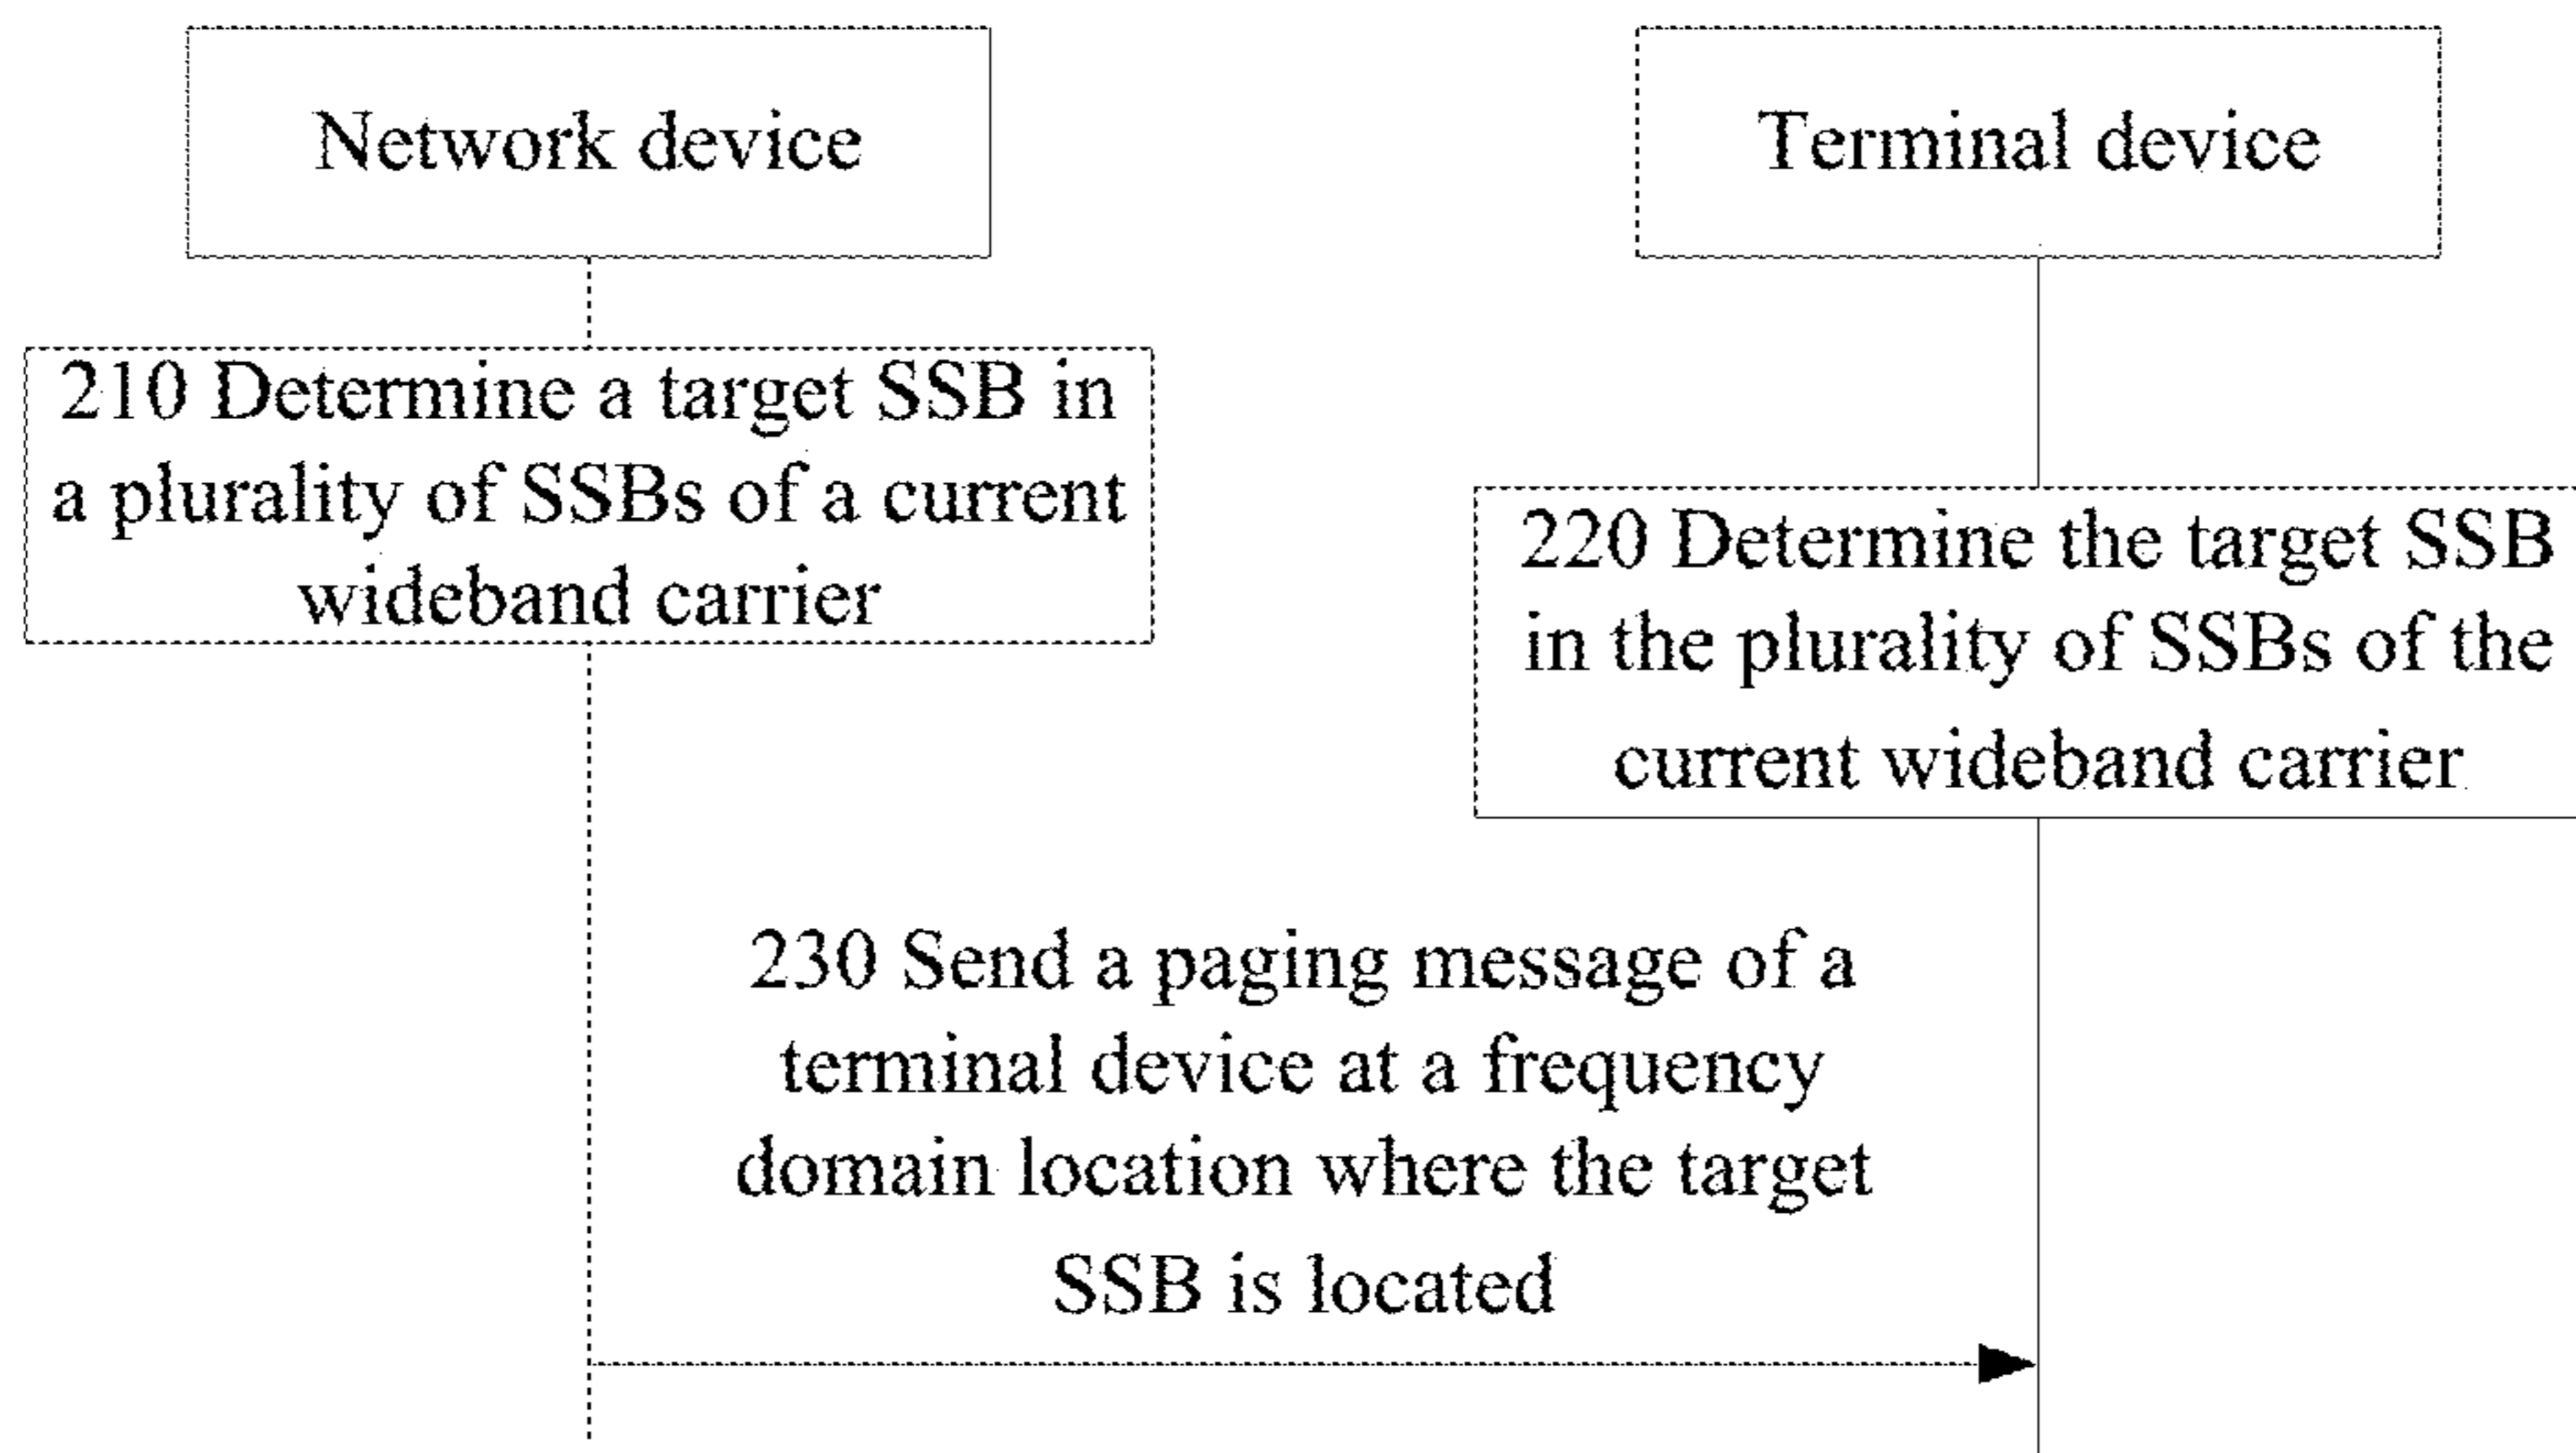 Network device
Terminal device
210 Determine a target SSB in
a plurality of SSBs of a current
wideband carrier
220 Determine the target SSB
in the plurality of SSBs of the
current wideband carrier
230 Send a paging message of a
terminal device at a frequency
domain location where the target
SSB is located